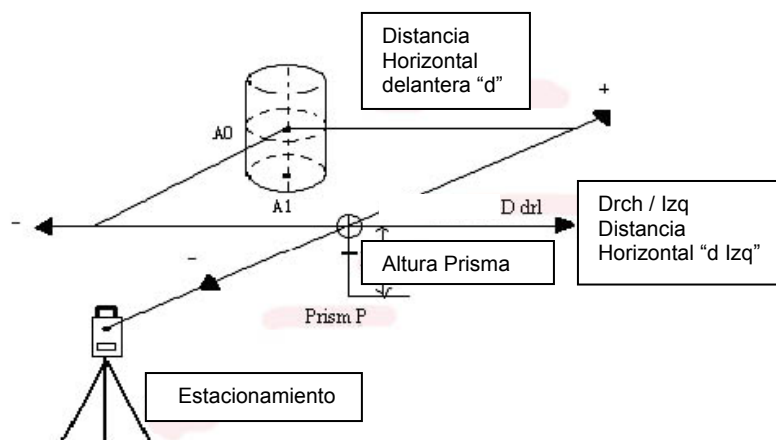 Distancia
Horizontal
delantera “d”
+
A0
A1
-
D drl
Drch / Izq
Distancia
Horizontal “d Izq”
-
Altura Prisma
Prism P
Estacionamiento